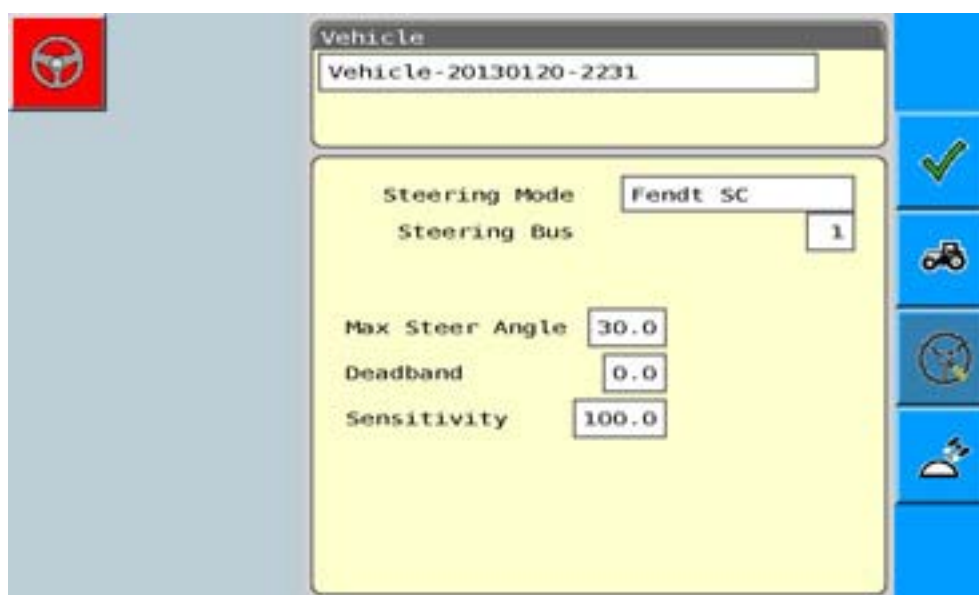 Vehicle
Vehicle-20130120-2231
Steering Mode Fendt SC
Steering Bus 1
Max Steer Angle 30.0
Deadband 0.0
Sensitivity 100.0